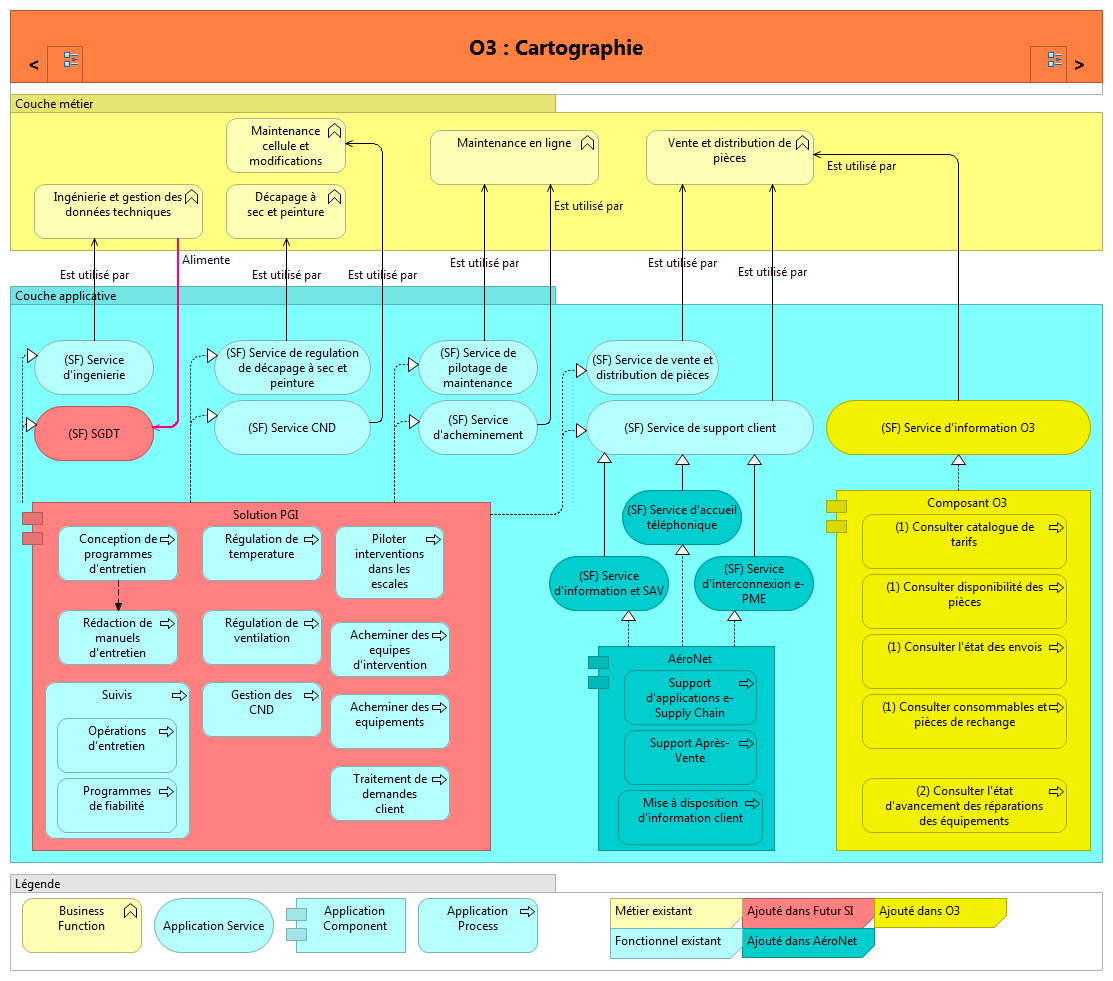 O3 : Cartographie
<
>
Couche métier
Maintenance
cellule et
modifications
Maintenance en ligne
Vente et distribution de
pièces
Est utilisé par
Ingénierie et gestion des
données techniques
Décapage à
sec et peinture
Est utilisé par
Alimente
Est utilisé par
Est utilisé par
Est utilisé par
Est utilisé par
Est utilisé par
Est utilisé par
Couche applicative
(SF) Service
d'ingenierie
(SF) Service de regulation
de décapage à sec et
peinture
(SF) Service de
pilotage de
maintenance
(SF) Service de vente et
distribution de pièces
(SF) SGDT
(SF) Service CND
(SF) Service
d'acheminement
(SF) Service de support client
(SF) Service d'information O3
(SF) Service d'accueil
téléphonique
(SF) Service
d'information et SAV
(SF) Service
d'interconnexion e-
PME
Solution PGI
Conception de
programmes
d'entretien
Régulation de
temperature
Piloter
interventions
dans les
escales
Rédaction de
manuels
d'entretien
Régulation de
ventilation
Acheminer des
equipes
d'intervention
Suivis
Opérations
d'entretien
Programmes
de fiabilité
Gestion des
CND
Acheminer des
equipements
Traitement de
demandes
client
AéroNet
Support
d'applications e-
Supply Chain
Support Après-
Vente
Mise à disposition
d'information client
Composant O3
(1) Consulter catalogue de
tarifs
(1) Consulter disponibilité des
pièces
(1) Consulter l'état des envois
(1) Consulter consommables et
pièces de rechange
(2) Consulter l'état
d'avancement des réparations
des équipements
Légende
Business
Function
Application Service
Application
Component
Application
Process
Métier existant
Ajouté dans Futur SI
Ajouté dans O3
Fonctionnel existant
Ajouté dans AéroNet